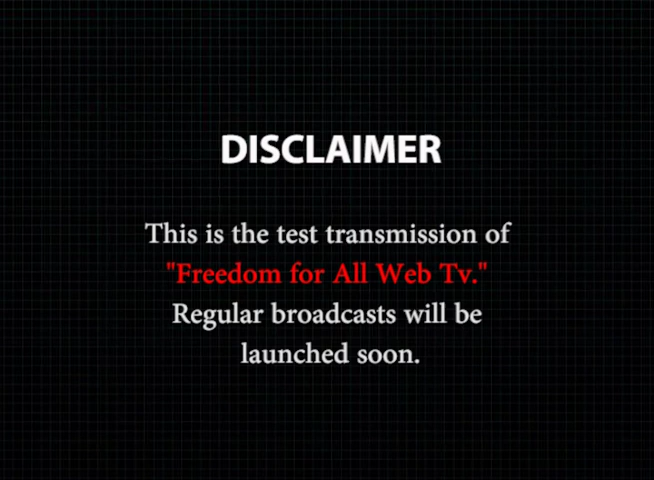 DISCLAIMER
This is the test transmission of
"Freedom for All Web Tv."
Regular broadcasts will be
launched soon.